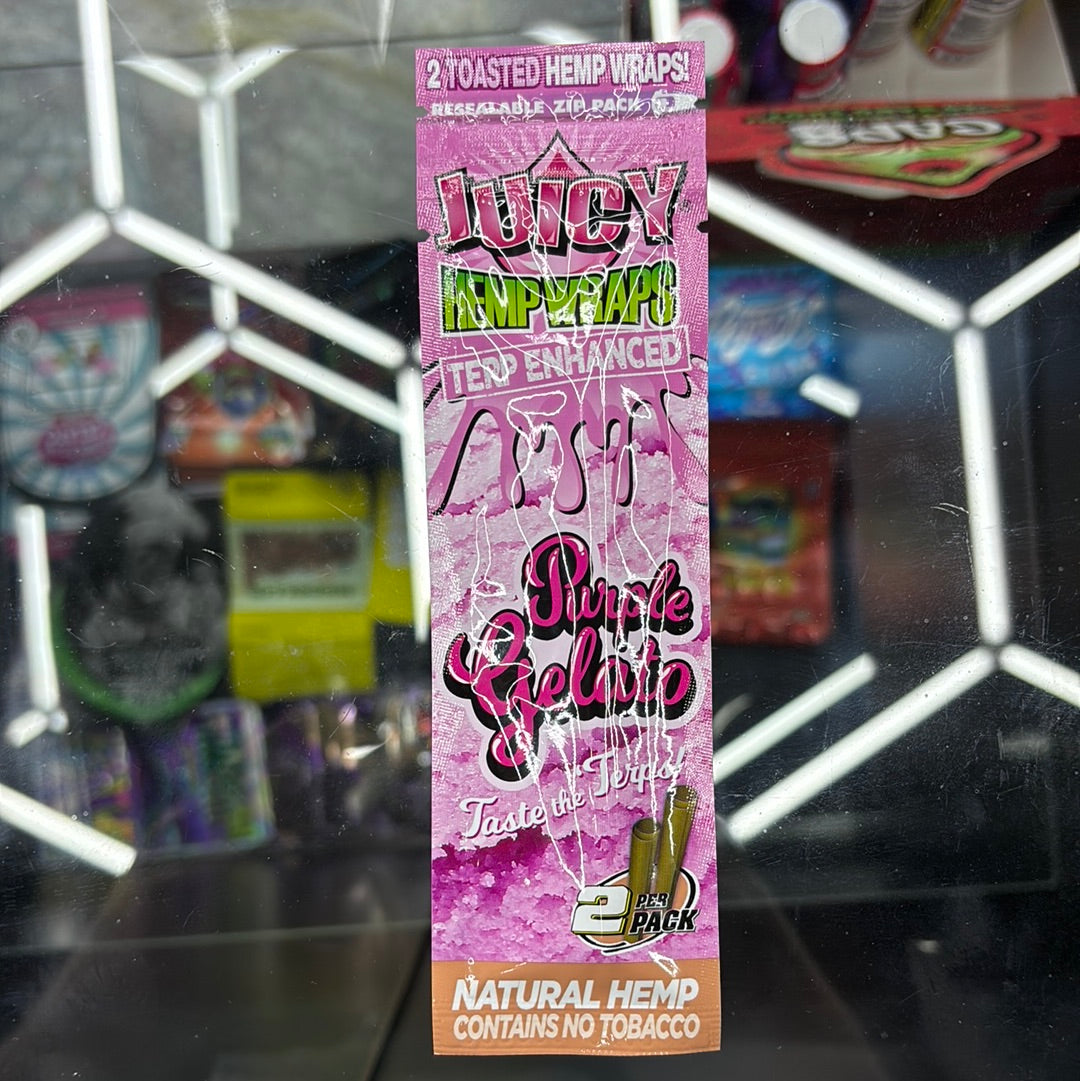 2 TOASTED HEMP WRAPS!
RESEALABLE ZIP PACK
JUICY
HEMP WRAPS
TERP ENHANCED
Purple
Gelato
Taste the Terps!
2 PER
PACK
NATURAL HEMP
CONTAINS NO TOBACCO
CAPS